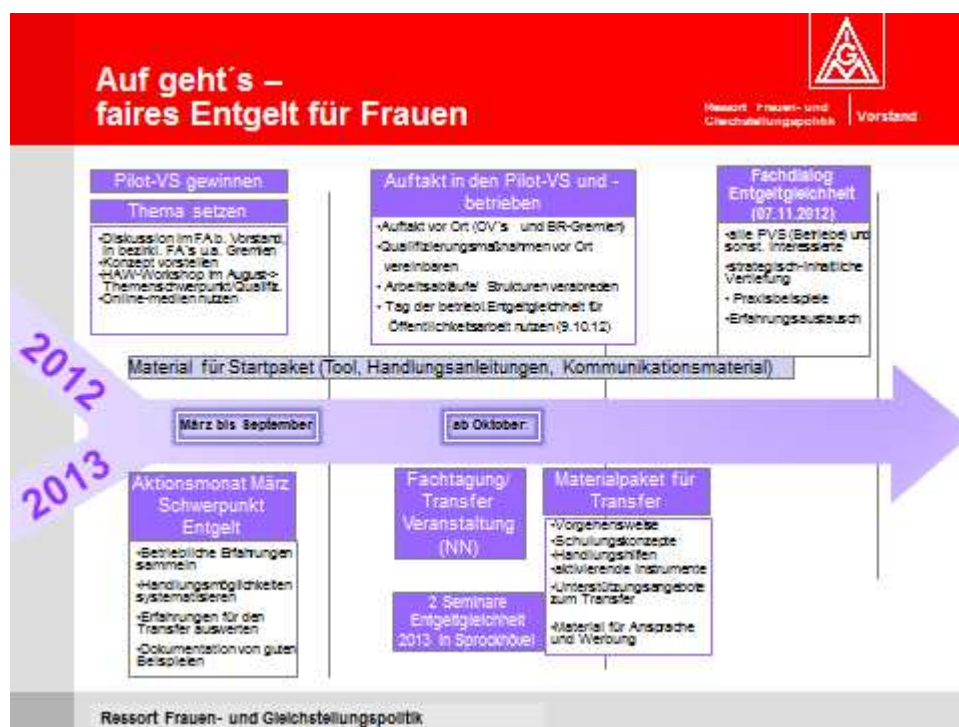 Auf geht´s –
faires Entgelt für Frauen
IGM
Ressort Frauen- und
Gleichstellungspolitik
Vorstand
Pilot-VS gewinnen
Thema setzen
•Diskussion im FA b. Vorstand,
in bezirkl. FA's u.a. Gremien
•Konzept vorstellen
•HAW-Workshop im August->
Themenschwerpunkt/Qualifiz.
•Online-medien nutzen
Auftakt in den Pilot-VS und -
betrieben
•Auftakt vor Ort (OV´s und BR-Gremien)
•Qualifizierungsmaßnahmen vor Ort
vereinbaren
• Arbeitsabläufe/ Strukturen verabreden
• Tag der betriebl.Entgeltgleichheit für
Öffentlichkeitsarbeit nutzen (9.10.12)
Fachdialog
Entgeltgleichheit
(07.11.2012)
•alle PVS (Betriebe) und
sonst. Interessierte
•strategisch-inhaltliche
Vertiefung
• Praxisbeispiele
•Erfahrungsaustausch
2012
Material für Startpaket (Tool, Handlungsanleitungen, Kommunikationsmaterial)
März bis September
ab Oktober:
2013
Aktionsmonat März
Schwerpunkt
Entgelt
•Betriebliche Erfahrungen
sammeln
•Handlungsmöglichkeiten
systematisieren
•Erfahrungen für den
Transfer auswerten
•Dokumentation von guten
Beispielen
Fachtagung/
Transfer
Veranstaltung
(NN)
2 Seminare
Entgeltgleichheit
2013 in Sprockhövel
Materialpaket für
Transfer
•Vorgehensweise
•Schulungskonzepte
•Handlungshilfen
•aktivierende Instrumente
•Unterstützungsangebote
zum Transfer
•Material für Ansprache
und Werbung
Ressort Frauen- und Gleichstellungspolitik